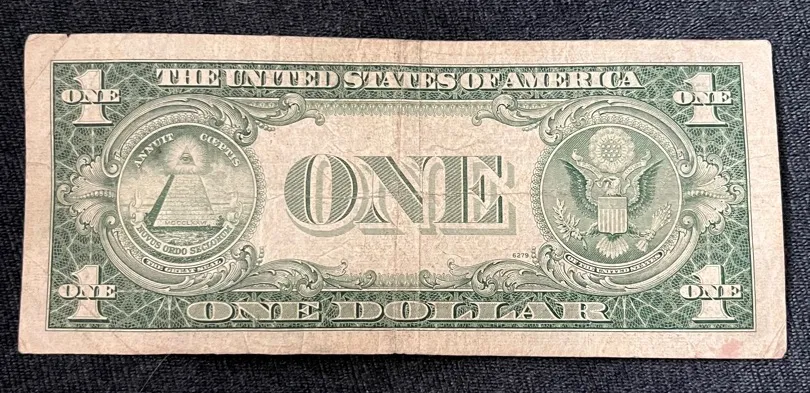 THE UNITED STATES OF AMERICA
1
ONE
1
ONE
ANNUIT CŒPTIS
MDCCLXXVI
NOVUS ORDO SECLORUM
THE GREAT SEAL
ONE
6279
OF THE UNITED STATES
1
ONE
1
ONE
ONE DOLLAR